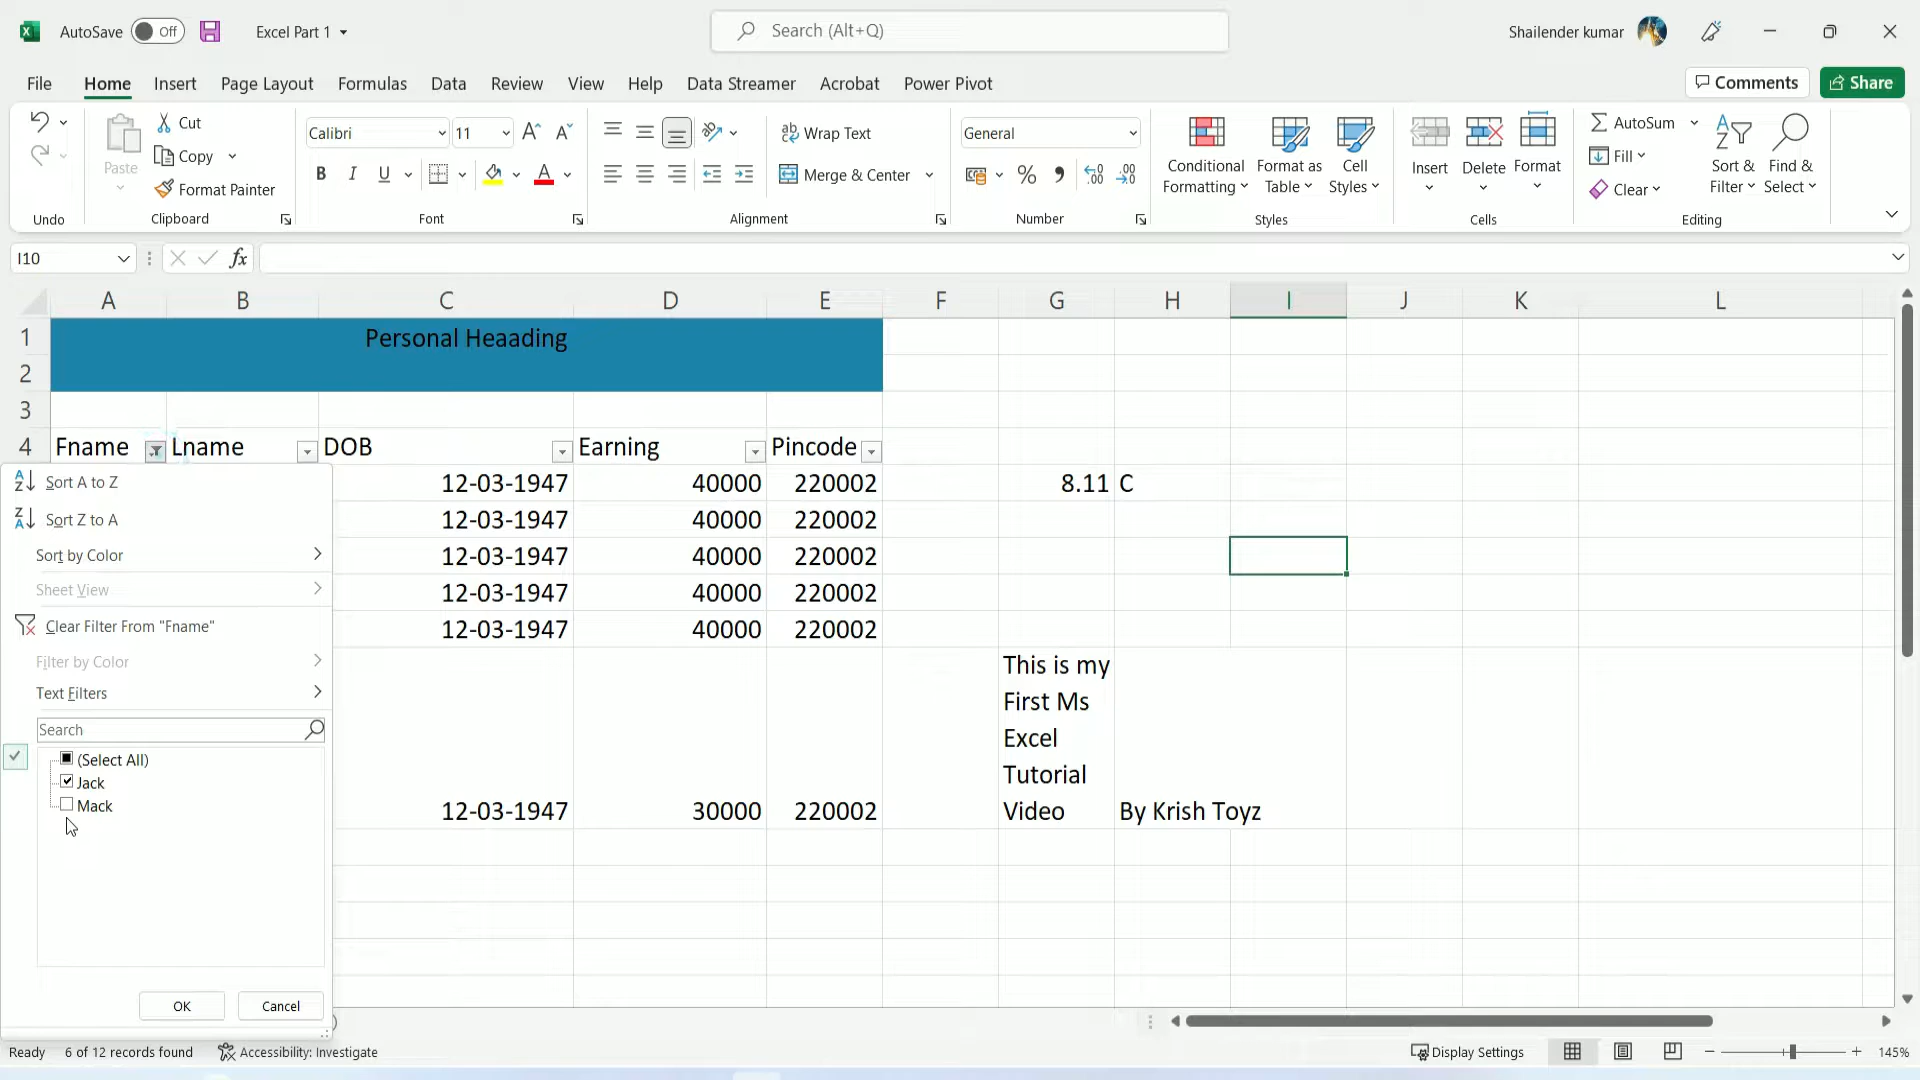 AutoSave Off Excel Part 1 Search (Alt+Q) Shailender kumar
File Home Insert Page Layout Formulas Data Review View Help Data Streamer Acrobat Power Pivot Comments Share
Paste Cut
Copy
Format Painter
Calibri 11
B I U A
Wrap Text
Merge & Center
General
%
Conditional Formatting
Format as Table
Cell Styles
Insert Delete Format
AutoSum
Fill
Clear
Sort & Filter
Find & Select
Undo Clipboard Font Alignment Number Styles Cells Editing
I10 fx
A B C D E F G H I J K L
1 Personal Heaading
2
3
4 Fname Lname DOB Earning Pincode
12-03-1947 40000 220002 8.11 C
12-03-1947 40000 220002
12-03-1947 40000 220002
12-03-1947 40000 220002
12-03-1947 40000 220002
This is my
First Ms
Excel
Tutorial
12-03-1947 30000 220002 Video By Krish Toyz
Sort A to Z
Sort Z to A
Sort by Color
Sheet View
Clear Filter From "Fname"
Filter by Color
Text Filters
Search
(Select All)
Jack
Mack
OK Cancel
Ready 6 of 12 records found Accessibility: Investigate Display Settings 145%